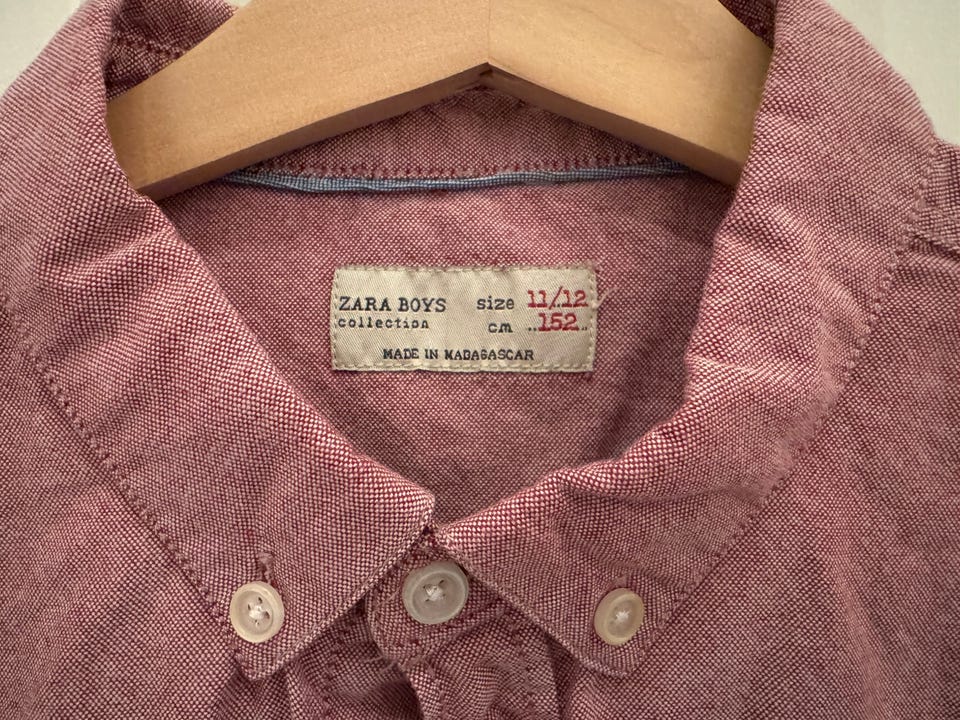 ZARA BOYS size 11/12
collection cm ..152..
MADE IN MADAGASCAR